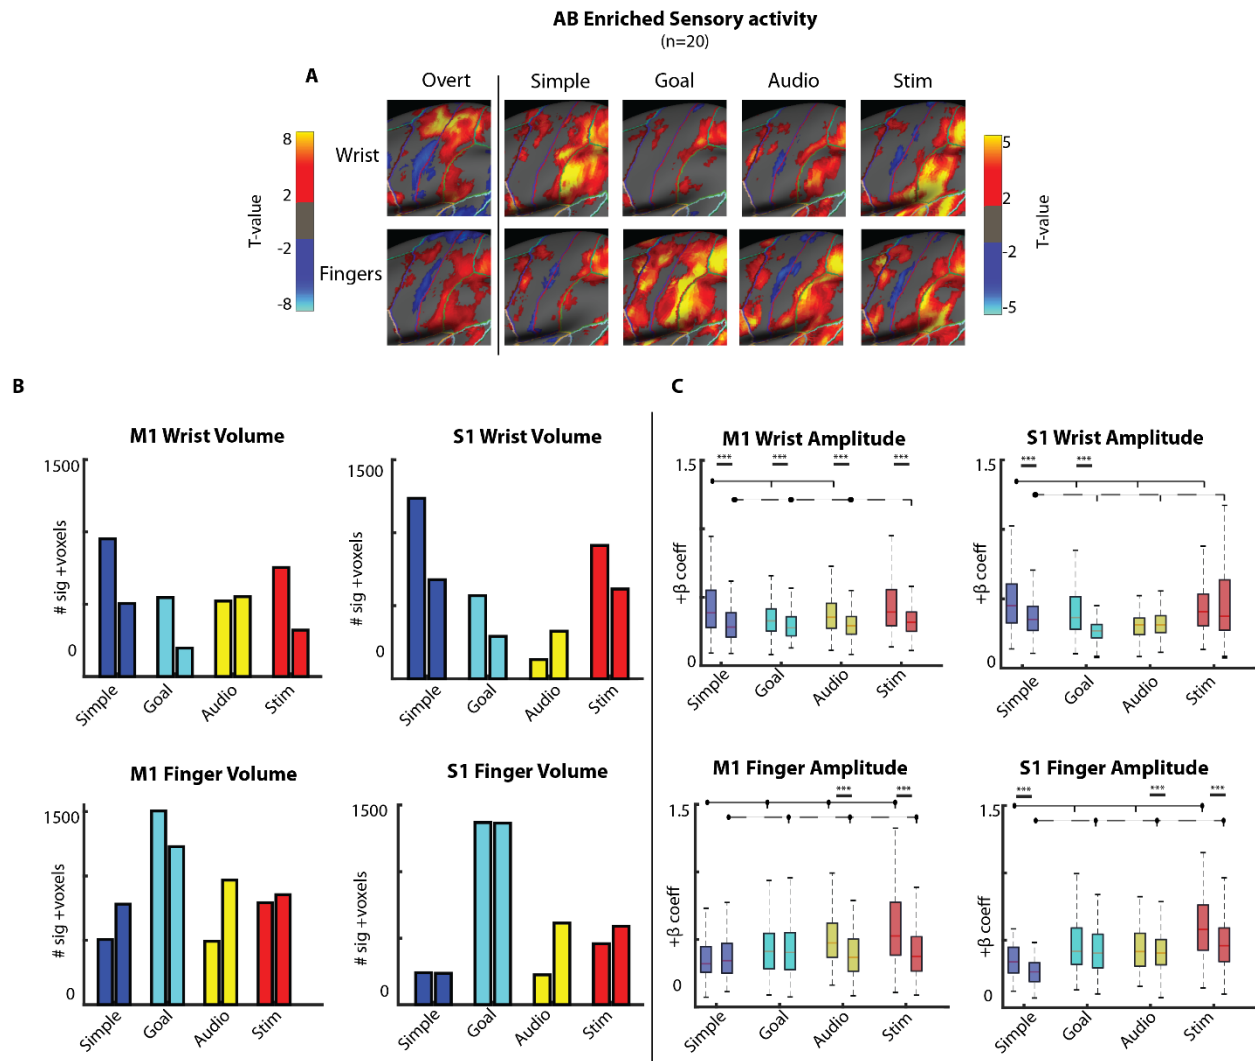 AB Enriched Sensory activity
(n=20)
A
Overt Simple Goal Audio Stim
8
2
-2
-8
T-value
Wrist
Fingers
5
2
-2
-5
T-value
B
M1 Wrist Volume
1500
0
# sig +voxels
Simple Goal Audio Stim
S1 Wrist Volume
1500
0
# sig +voxels
Simple Goal Audio Stim
M1 Finger Volume
1500
0
# sig +voxels
Simple Goal Audio Stim
S1 Finger Volume
1500
0
# sig +voxels
Simple Goal Audio Stim
C
M1 Wrist Amplitude
1.5
*** *** *** ***
+β coeff
0
Simple Goal Audio Stim
S1 Wrist Amplitude
1.5
*** ***
+β coeff
0
Simple Goal Audio Stim
M1 Finger Amplitude
1.5
*** ***
+β coeff
0
Simple Goal Audio Stim
S1 Finger Amplitude
1.5
*** *** ***
+β coeff
0
Simple Goal Audio Stim